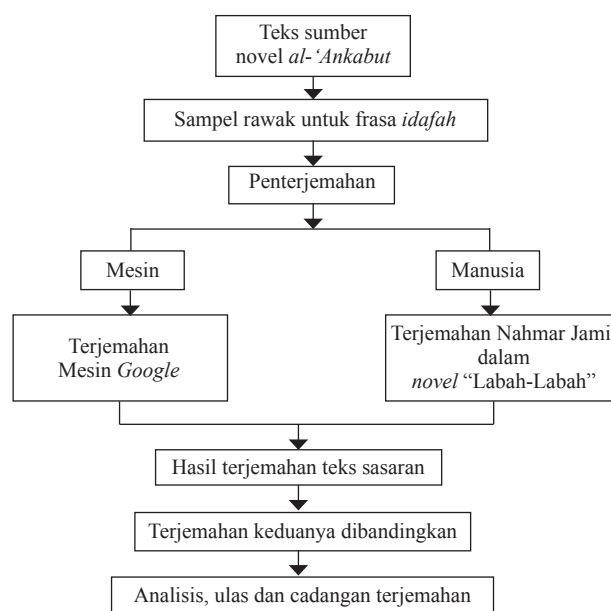 Teks sumber
novel al-‘Ankabut
Sampel rawak untuk frasa idafah
Penterjemahan
Mesin
Manusia
Terjemahan
Mesin Google
Terjemahan Nahmar Jamil
dalam
novel “Labah-Labah”
Hasil terjemahan teks sasaran
Terjemahan keduanya dibandingkan
Analisis, ulas dan cadangan terjemahan